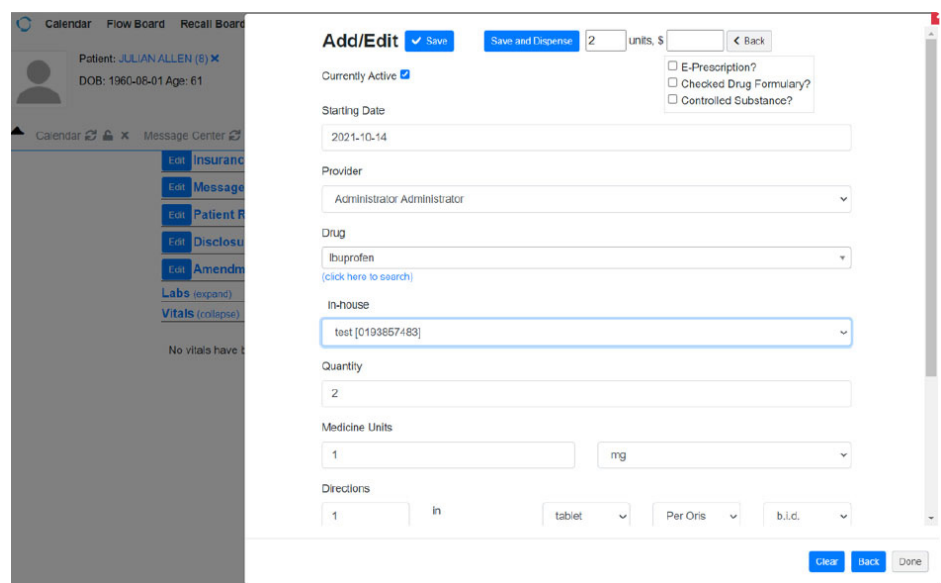 Calendar Flow Board Recall Board
Patient: JULIAN ALLEN (8) ×
DOB: 1960-08-01 Age: 61
Calendar × Message Center
Edit Insuranc
Edit Message
Edit Patient R
Edit Disclosu
Edit Amendm
Labs (expand)
Vitals (collapse)
No vitals have b
Add/Edit Save Save and Dispense 2 units, $ Back
E-Prescription?
Checked Drug Formulary?
Controlled Substance?
Currently Active
Starting Date
2021-10-14
Provider
Administrator Administrator
Drug
Ibuprofen
(click here to search)
In-house
test [0193857483]
Quantity
2
Medicine Units
1 mg
Directions
1 in tablet Per Oris b.i.d.
Clear Back Done